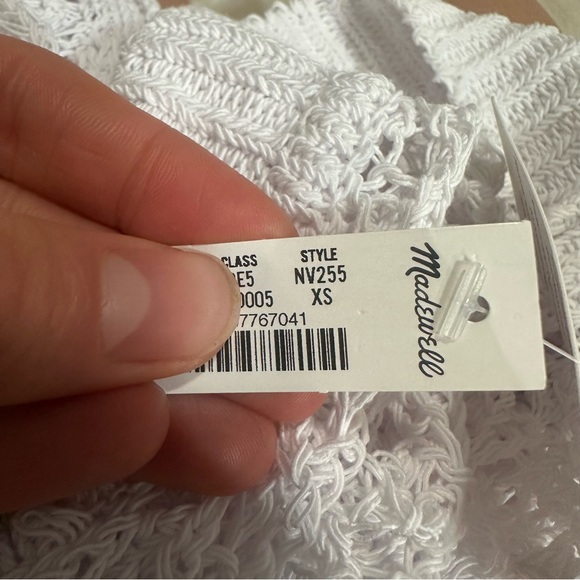 CLASS STYLE
E5 NV255
0005 XS
7767041
Madewell